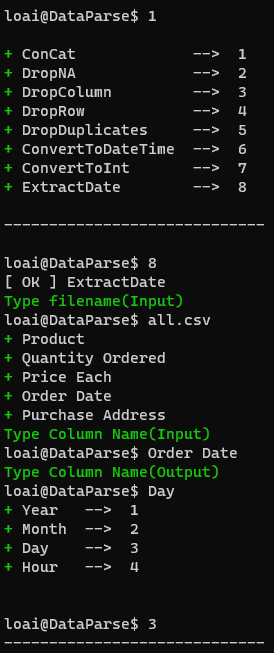 loai@DataParse$ 1
+ ConCat               -->  1
+ DropNA               -->  2
+ DropColumn           -->  3
+ DropRow              -->  4
+ DropDuplicates       -->  5
+ ConvertToDateTime    -->  6
+ ConvertToInt         -->  7
+ ExtractDate          -->  8
-----------------------------
loai@DataParse$ 8
[ OK ] ExtractDate
Type filename(Input)
loai@DataParse$ all.csv
+ Product
+ Quantity Ordered
+ Price Each
+ Order Date
+ Purchase Address
Type Column Name(Input)
loai@DataParse$ Order Date
Type Column Name(Output)
loai@DataParse$ Day
+ Year   -->  1
+ Month  -->  2
+ Day    -->  3
+ Hour   -->  4
loai@DataParse$ 3
-----------------------------